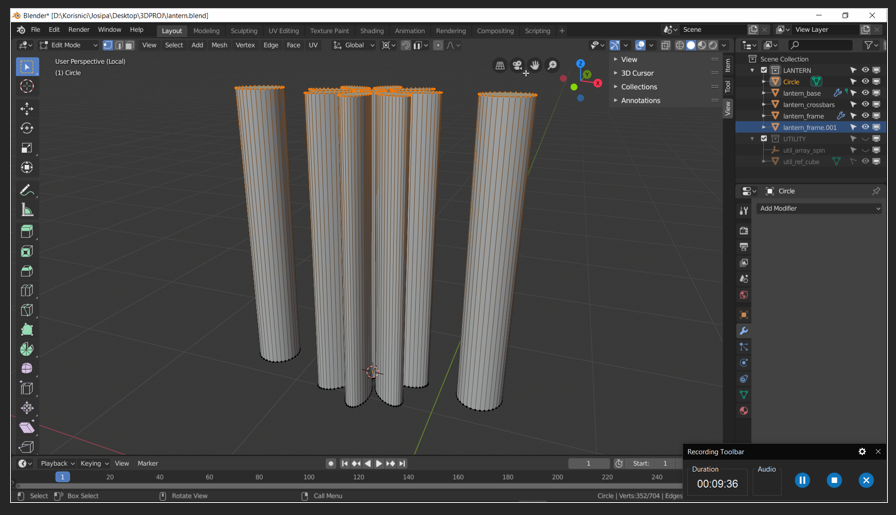 Blender* [D:\Korisnici\Josipa\Desktop\3DPROJ\lantern.blend]
File Edit Render Window Help Layout Modeling Sculpting UV Editing Texture Paint Shading Animation Rendering Compositing Scripting + Scene View Layer
Edit Mode View Select Add Mesh Vertex Edge Face UV Global
User Perspective (Local)
(1) Circle
Z
Y
X
View
3D Cursor
Collections
Annotations
Item
Tool
View
Scene Collection
LANTERN
Circle
lantern_base
lantern_crossbars
lantern_frame
lantern_frame.001
UTILITY
util_array_spin
util_ref_cube
Circle
Add Modifier
Playback Keying View Marker 1 Start: 1
1 20 40 60 80 100 120 140 160 180 200 220 240
Select Box Select Rotate View Call Menu Circle | Verts:352/704 | Edges
Recording Toolbar
Duration Audio
00:09:36